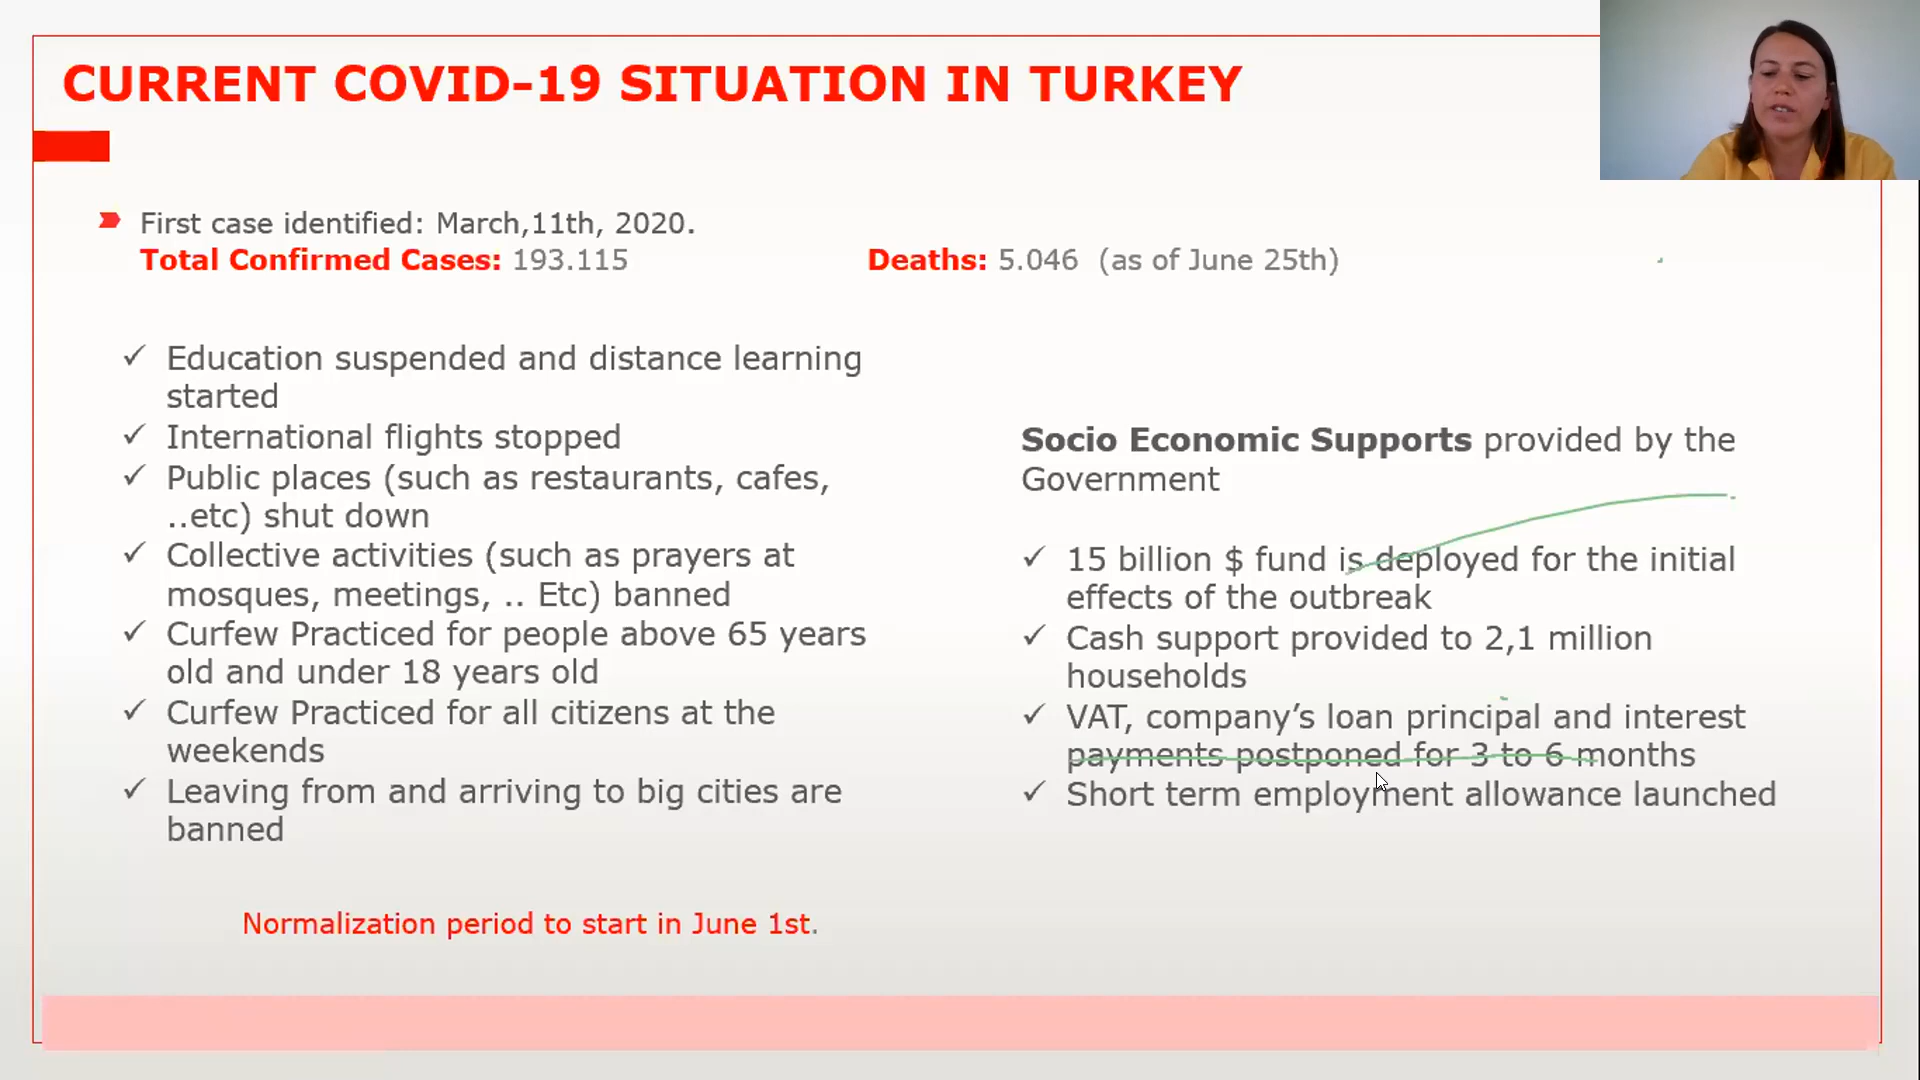 CURRENT COVID-19 SITUATION IN TURKEY
First case identified: March,11th, 2020.
Total Confirmed Cases: 193.115 Deaths: 5.046 (as of June 25th)
✓ Education suspended and distance learning
started
✓ International flights stopped
✓ Public places (such as restaurants, cafes,
..etc) shut down
✓ Collective activities (such as prayers at
mosques, meetings, .. Etc) banned
✓ Curfew Practiced for people above 65 years
old and under 18 years old
✓ Curfew Practiced for all citizens at the
weekends
✓ Leaving from and arriving to big cities are
banned
Normalization period to start in June 1st.
Socio Economic Supports provided by the
Government
✓ 15 billion $ fund is deployed for the initial
effects of the outbreak
✓ Cash support provided to 2,1 million
households
✓ VAT, company’s loan principal and interest
payments postponed for 3 to 6 months
✓ Short term employment allowance launched